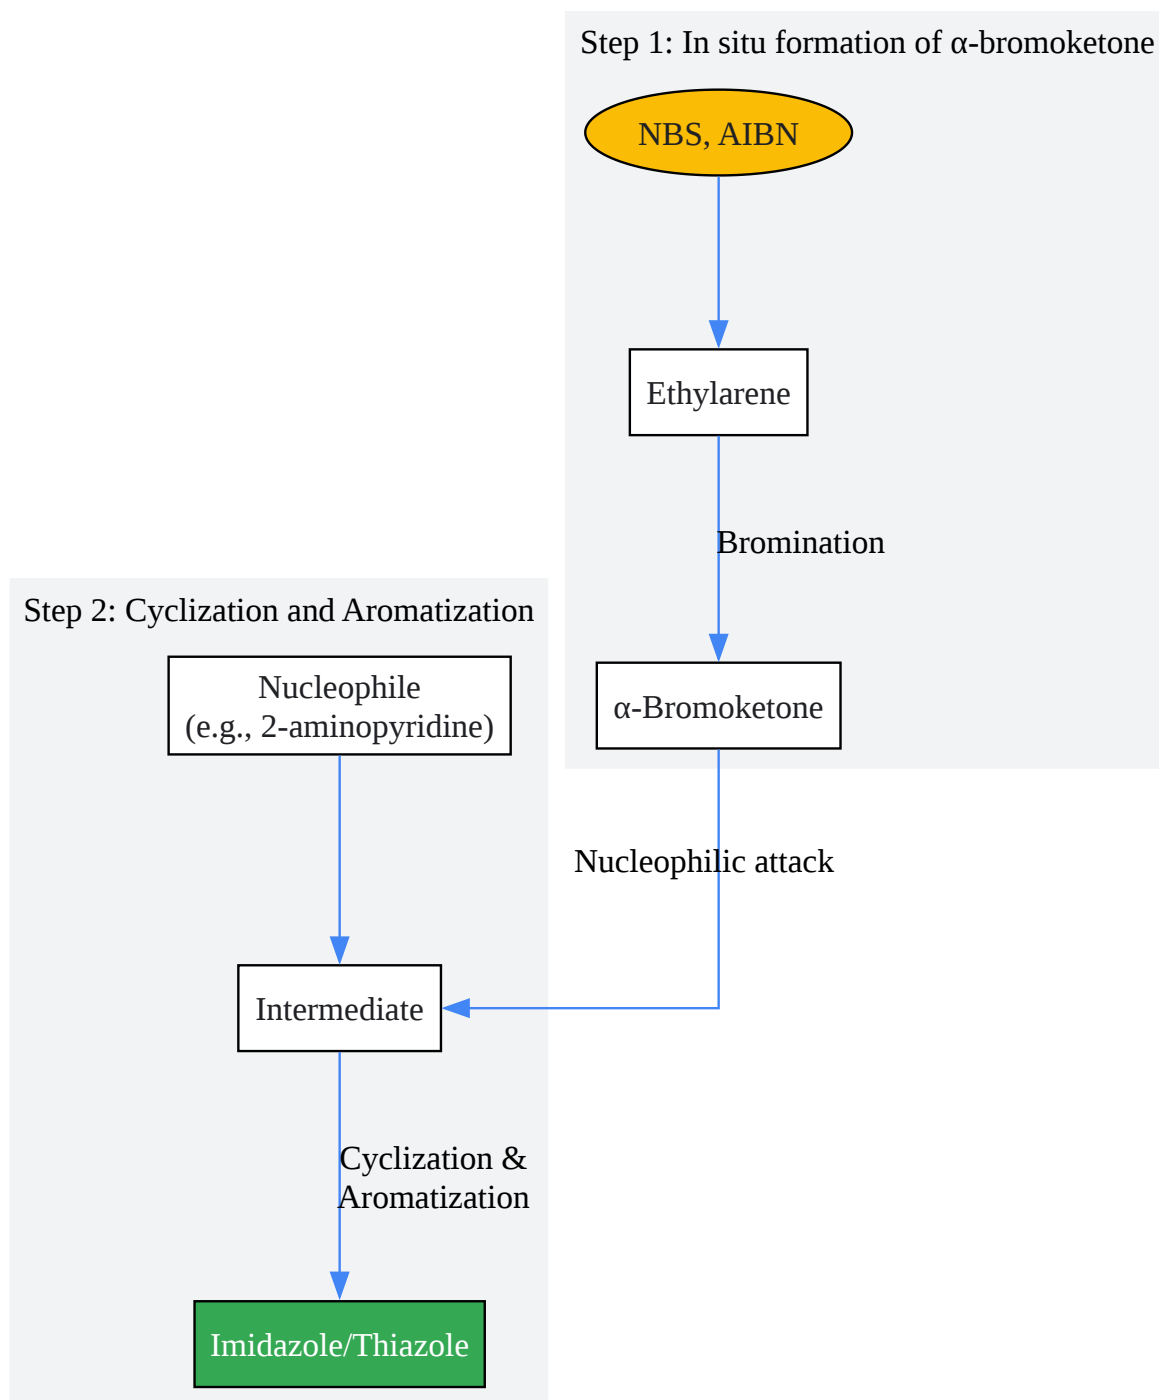 Step 1: In situ formation of α-bromoketone
NBS, AIBN
Ethylarene
Bromination
α-Bromoketone
Nucleophilic attack
Step 2: Cyclization and Aromatization
Nucleophile
(e.g., 2-aminopyridine)
Intermediate
Cyclization &
Aromatization
Imidazole/Thiazole